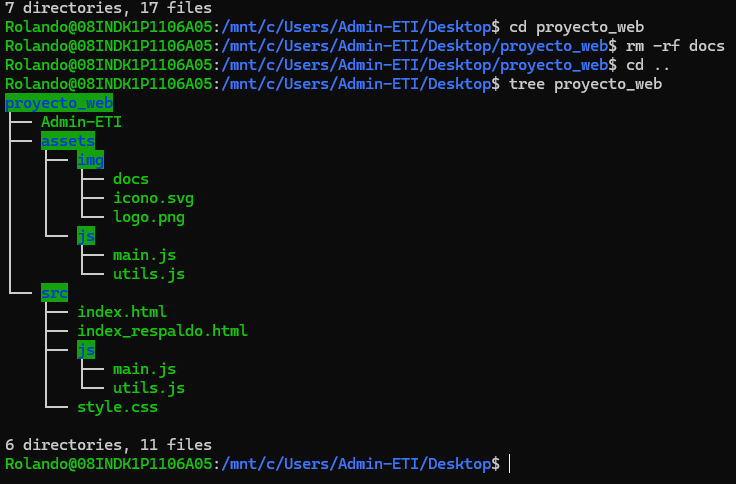 7 directories, 17 files
Rolando@08INDK1P1106A05:/mnt/c/Users/Admin-ETI/Desktop$ cd proyecto_web
Rolando@08INDK1P1106A05:/mnt/c/Users/Admin-ETI/Desktop/proyecto_web$ rm -rf docs
Rolando@08INDK1P1106A05:/mnt/c/Users/Admin-ETI/Desktop/proyecto_web$ cd ..
Rolando@08INDK1P1106A05:/mnt/c/Users/Admin-ETI/Desktop$ tree proyecto_web
proyecto_web
├── Admin-ETI
├── assets
│   ├── img
│   │   ├── docs
│   │   ├── icono.svg
│   │   └── logo.png
│   └── js
│       ├── main.js
│       └── utils.js
└── src
    ├── index.html
    ├── index_respaldo.html
    ├── js
    │   ├── main.js
    │   └── utils.js
    └── style.css

6 directories, 11 files
Rolando@08INDK1P1106A05:/mnt/c/Users/Admin-ETI/Desktop$